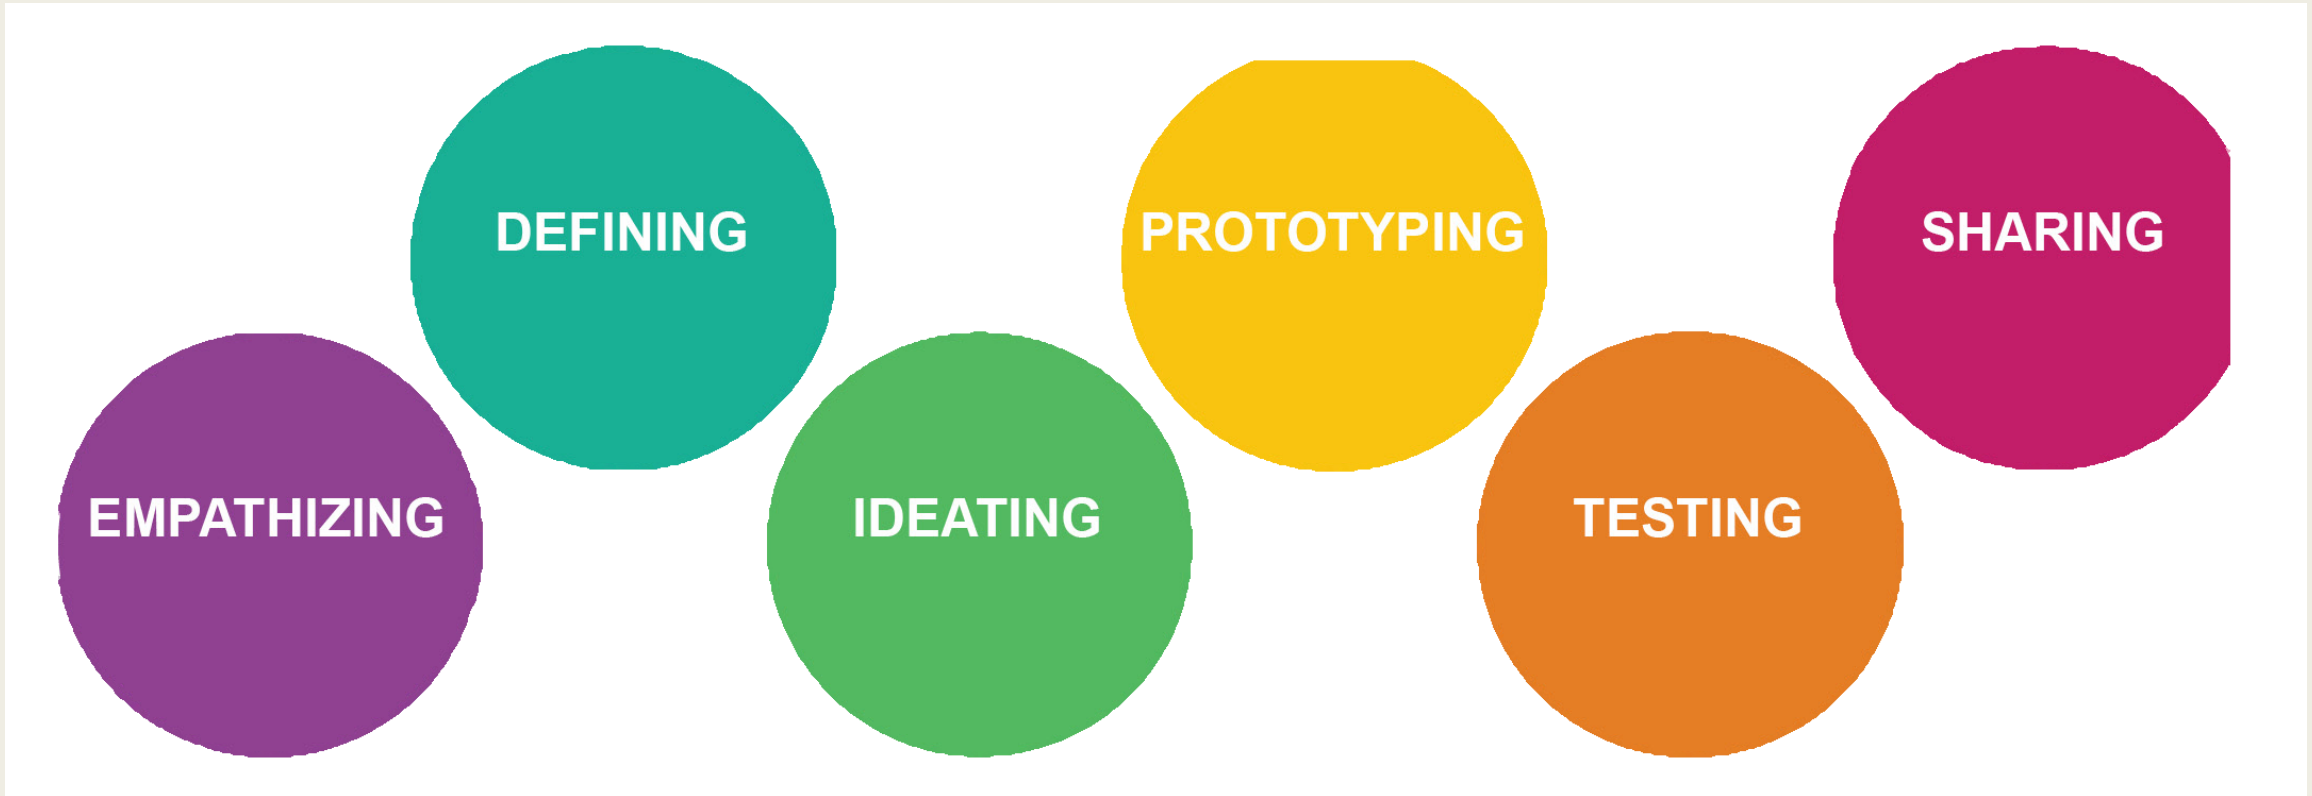 EMPATHIZING
DEFINING
IDEATING
PROTOTYPING
TESTING
SHARING